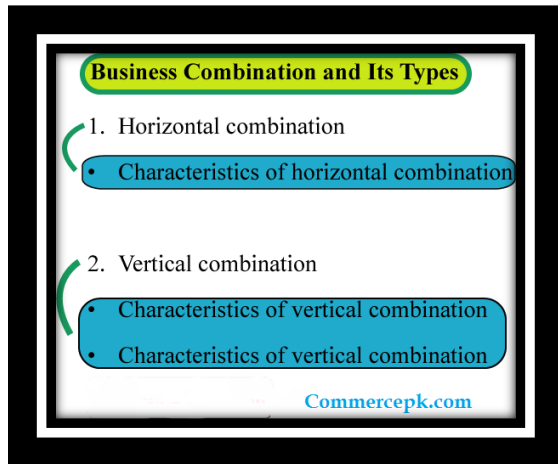 Business Combination and Its Types
1. Horizontal combination
• Characteristics of horizontal combination
2. Vertical combination
• Characteristics of vertical combination
• Characteristics of vertical combination
Commercepk.com